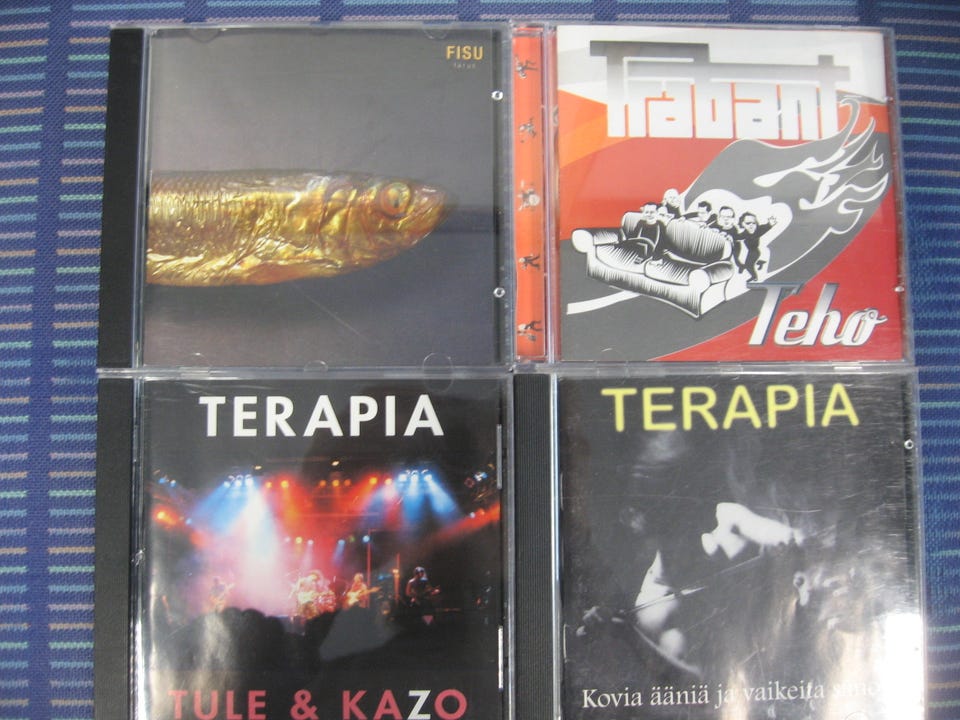 FISU
Trabant
Teho
TERAPIA
TULE & KAZO
TERAPIA
Kovia ääniä ja vaikeita